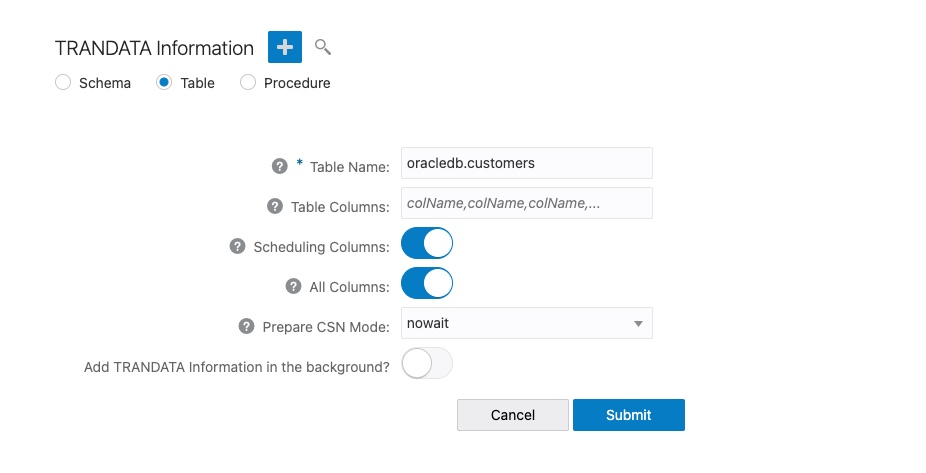 TRANDATA Information
Schema Table Procedure
? * Table Name: oracledb.customers
? Table Columns: colName,colName,colName,...
? Scheduling Columns:
? All Columns:
? Prepare CSN Mode: nowait
Add TRANDATA Information in the background?
Cancel Submit